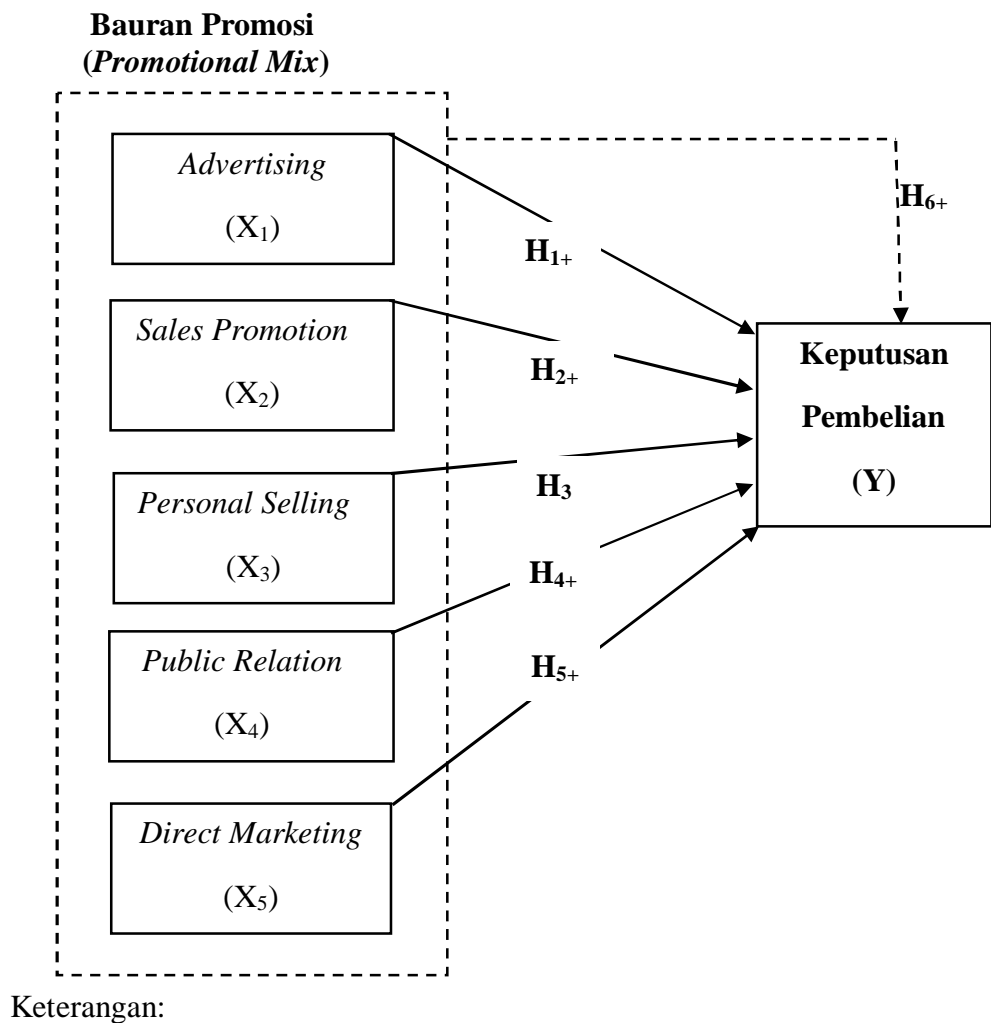 Bauran Promosi
(Promotional Mix)
Advertising
(X₁)
H₆₊
H₁₊
Sales Promotion
(X₂)
H₂₊
Keputusan
Pembelian
(Y)
Personal Selling
(X₃)
H₃
Public Relation
(X₄)
H₄₊
H₅₊
Direct Marketing
(X₅)
Keterangan: